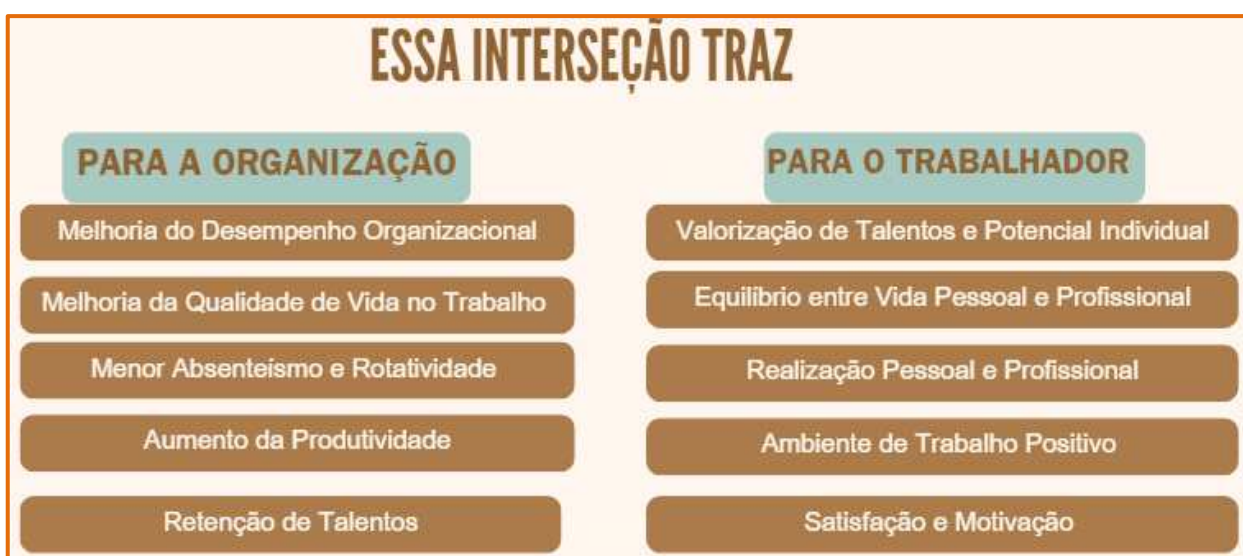 ESSA INTERSEÇÃO TRAZ
PARA A ORGANIZAÇÃO
Melhoria do Desempenho Organizacional
Melhoria da Qualidade de Vida no Trabalho
Menor Absenteísmo e Rotatividade
Aumento da Produtividade
Retenção de Talentos
PARA O TRABALHADOR
Valorização de Talentos e Potencial Individual
Equilibrio entre Vida Pessoal e Profissional
Realização Pessoal e Profissional
Ambiente de Trabalho Positivo
Satisfação e Motivação